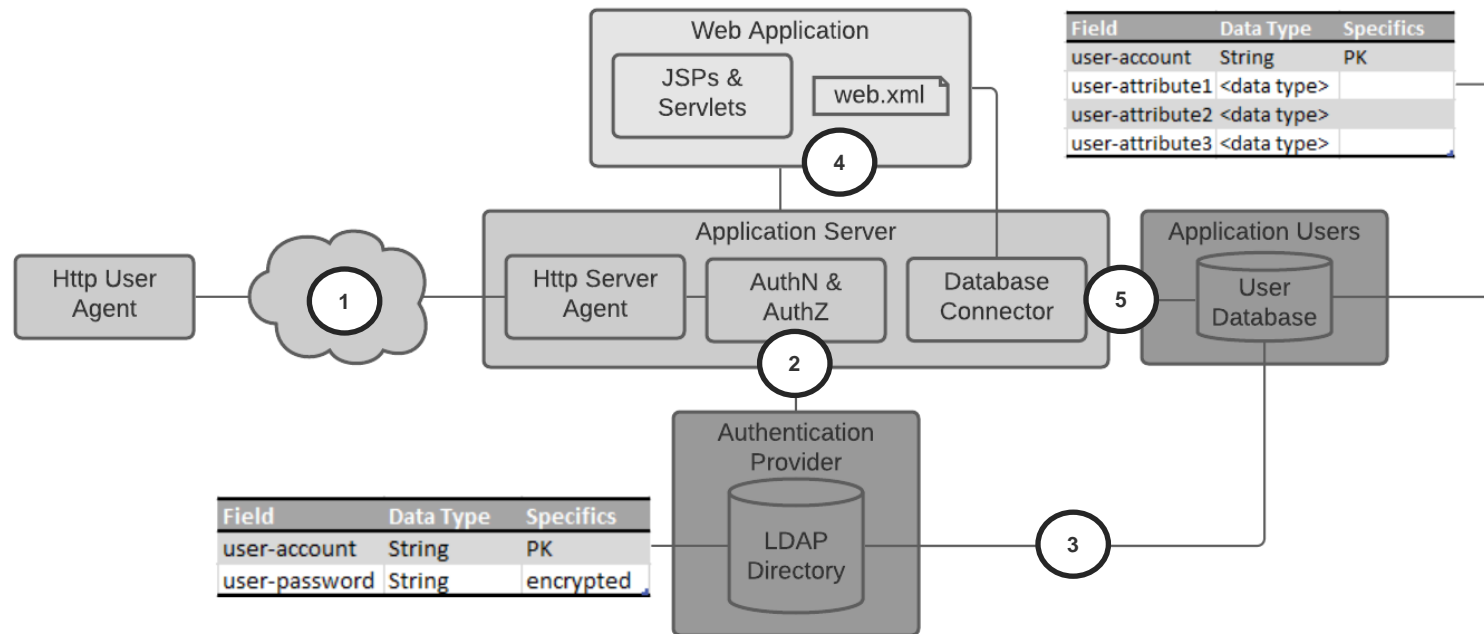 Web Application
JSPs &
Servlets
web.xml
4
Field Data Type Specifics
user-account String PK
user-attribute1 <data type>
user-attribute2 <data type>
user-attribute3 <data type>
Http User
Agent
1
Application Server
Http Server
Agent
AuthN &
AuthZ
Database
Connector
2
5
Application Users
User
Database
Authentication
Provider
LDAP
Directory
3
Field Data Type Specifics
user-account String PK
user-password String encrypted